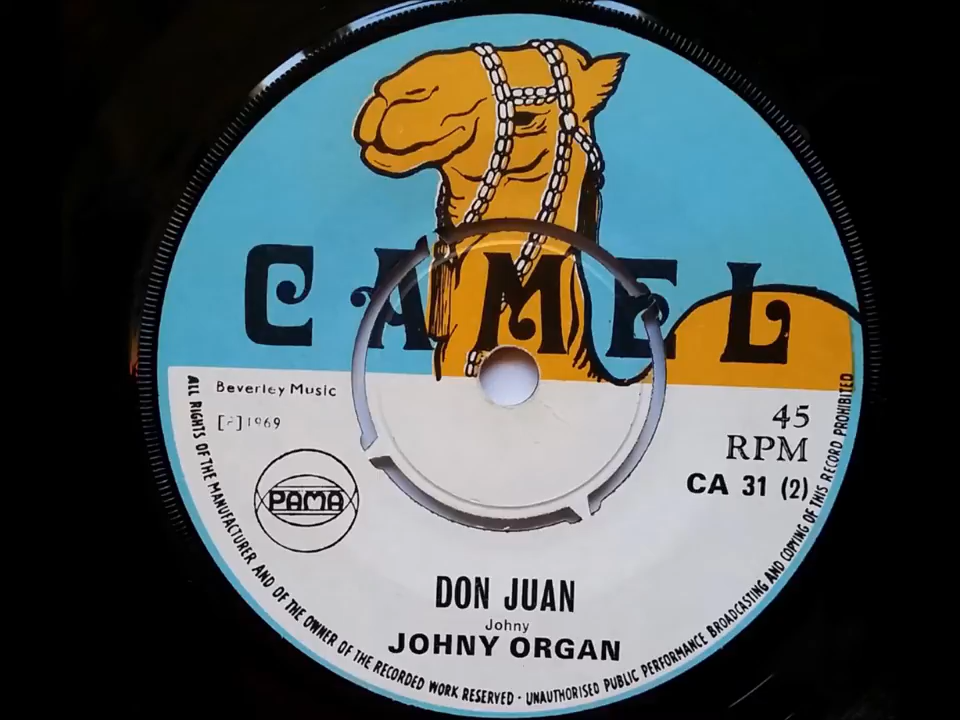 CAMEL
Beverley Music
[P]1969
45
RPM
CA 31 (2)
PAMA
DON JUAN
Johny
JOHNY ORGAN
ALL RIGHTS OF THE MANUFACTURER AND OF THE OWNER OF THE RECORDED WORK RESERVED · UNAUTHORISED PUBLIC PERFORMANCE BROADCASTING AND COPYING OF THIS RECORD PROHIBITED